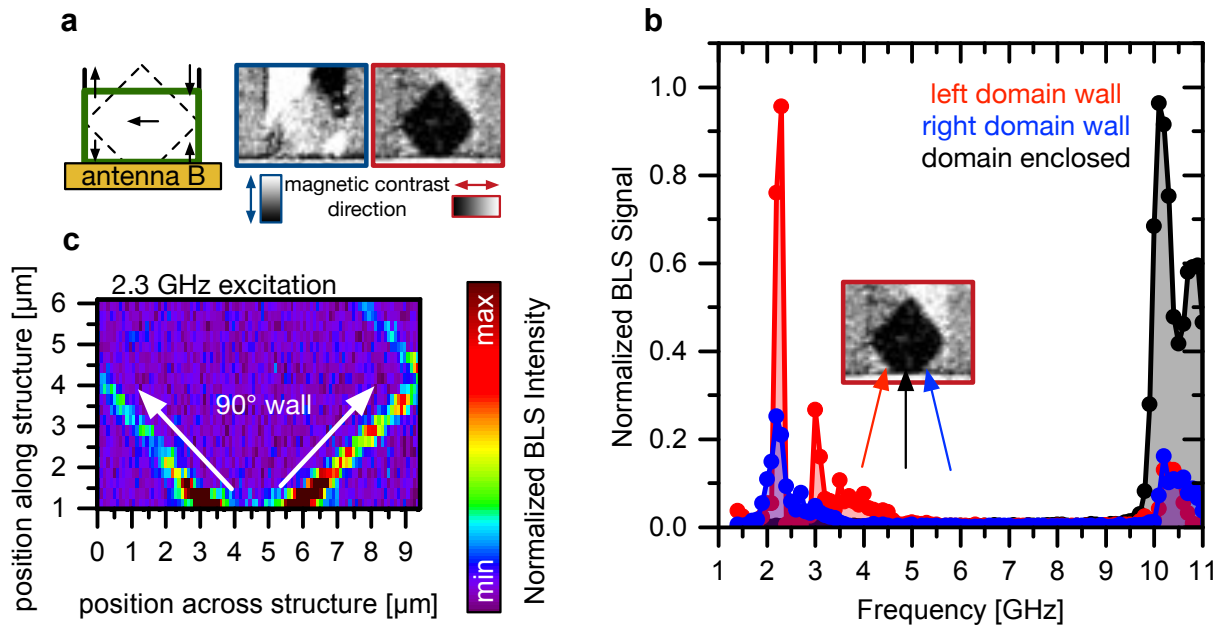 a
antenna B
magnetic contrast
direction
b
Normalized BLS Signal
1.0
0.8
0.6
0.4
0.2
0.0
left domain wall
right domain wall
domain enclosed
1 2 3 4 5 6 7 8 9 10 11
Frequency [GHz]
c
2.3 GHz excitation
position along structure [µm]
6
5
4
3
2
1
90° wall
0 1 2 3 4 5 6 7 8 9
position across structure [µm]
max
min
Normalized BLS Intensity